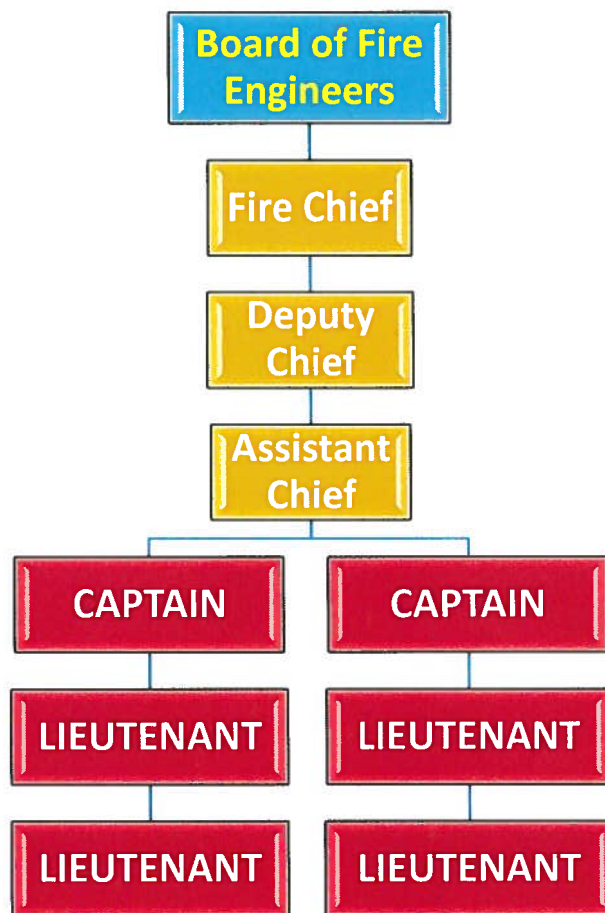 Board of Fire
Engineers
Fire Chief
Deputy
Chief
Assistant
Chief
CAPTAIN
CAPTAIN
LIEUTENANT
LIEUTENANT
LIEUTENANT
LIEUTENANT